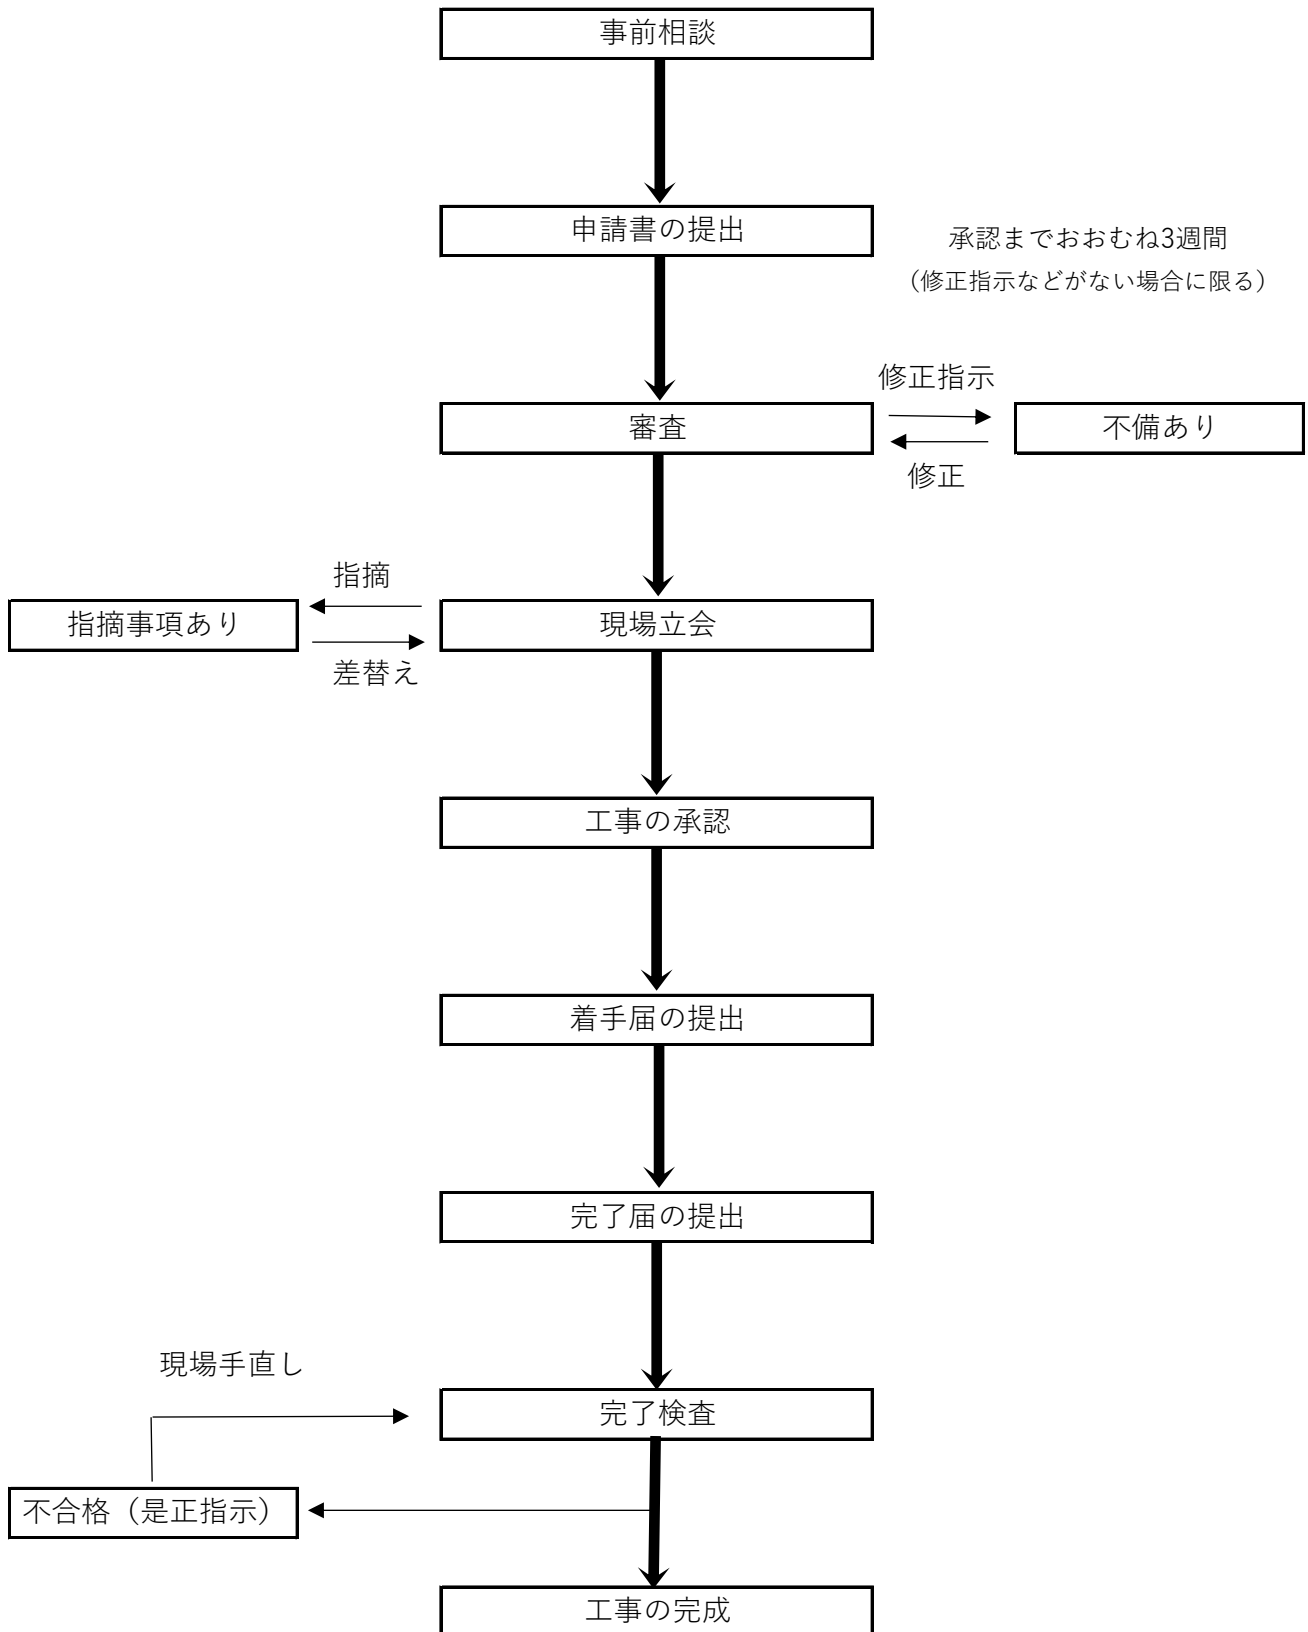 事前相談
申請書の提出
承認までおおむね3週間
（修正指示などがない場合に限る）
修正指示
審査
不備あり
修正
指摘
指摘事項あり
現場立会
差替え
工事の承認
着手届の提出
完了届の提出
現場手直し
完了検査
不合格（是正指示）
工事の完成